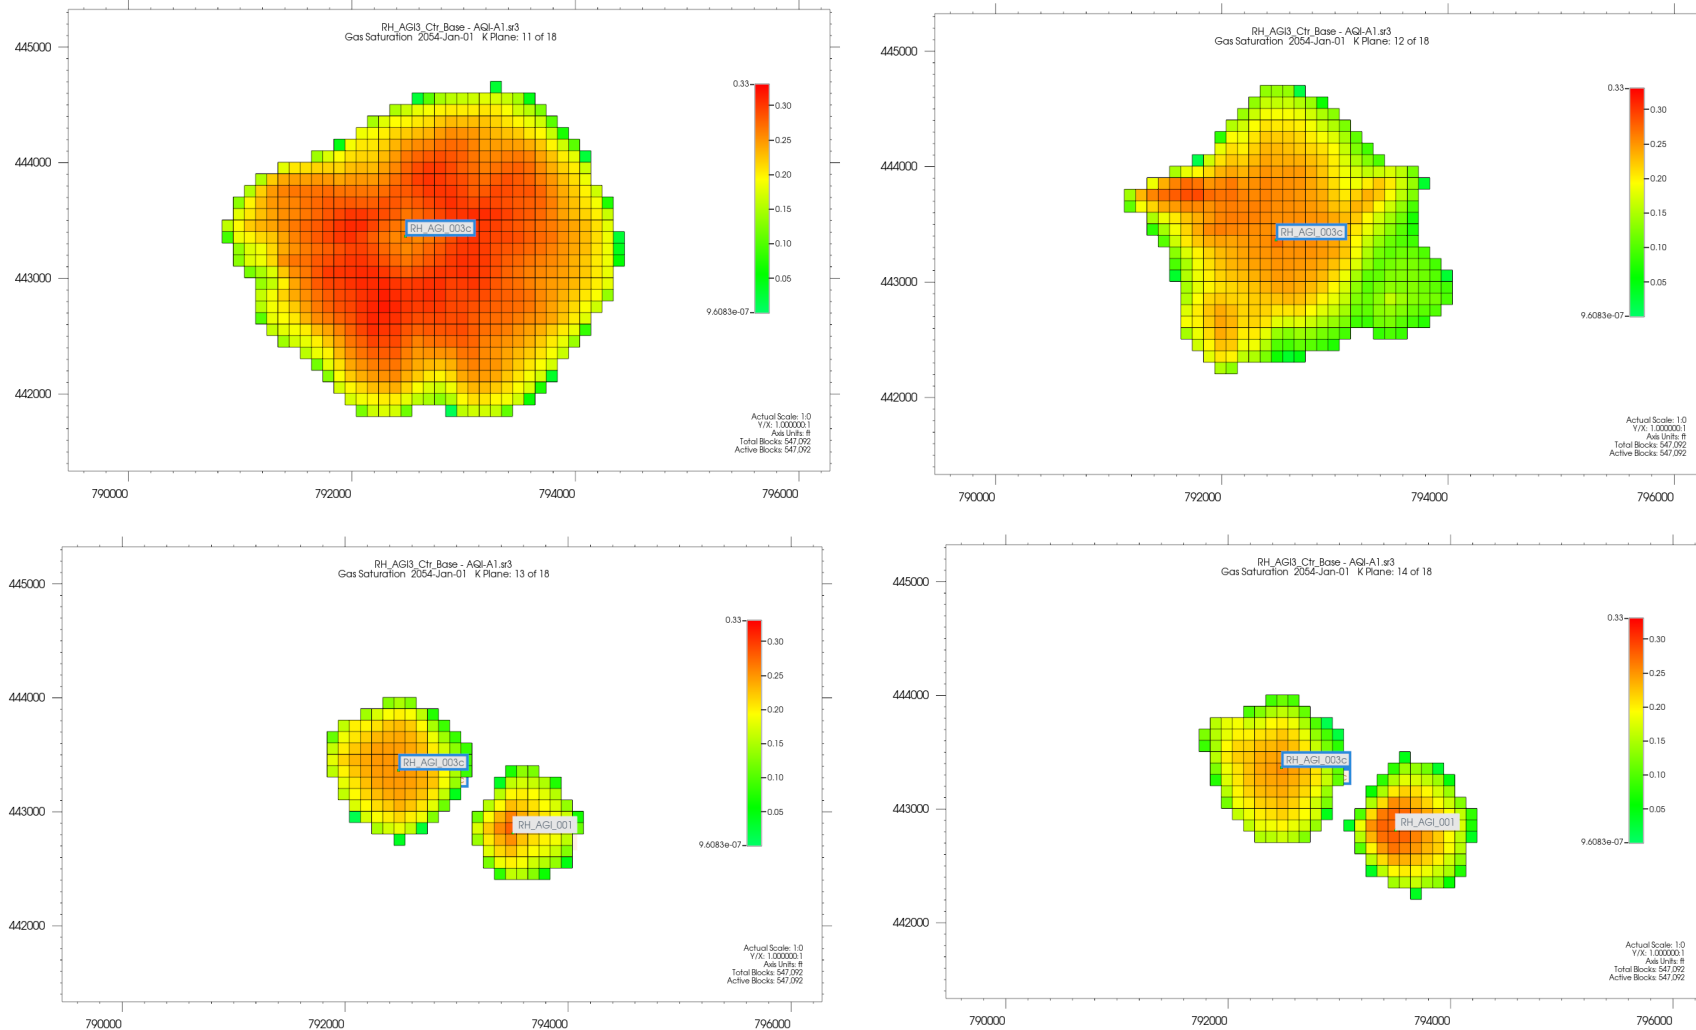 RH_AGI3_Ctr_Base - AQI-A1.sr3
Gas Saturation 2054-Jan-01 K Plane: 11 of 18
445000
444000
443000
442000
0.33
0.30
0.25
0.20
0.15
0.10
0.05
9.6083e-07
RH_AGI_003c
Actual Scale: 1:0
Y/X: 1.000000:1
Axis Units: ft
Total Blocks: 547,092
Active Blocks: 547,092
790000
792000
794000
796000
RH_AGI3_Ctr_Base - AQI-A1.sr3
Gas Saturation 2054-Jan-01 K Plane: 12 of 18
445000
444000
443000
442000
0.33
0.30
0.25
0.20
0.15
0.10
0.05
9.6083e-07
RH_AGI_003c
Actual Scale: 1:0
Y/X: 1.000000:1
Axis Units: ft
Total Blocks: 547,092
Active Blocks: 547,092
790000
792000
794000
796000
RH_AGI3_Ctr_Base - AQI-A1.sr3
Gas Saturation 2054-Jan-01 K Plane: 13 of 18
445000
444000
443000
442000
0.33
0.30
0.25
0.20
0.15
0.10
0.05
9.6083e-07
RH_AGI_003c
RH_AGI_001
Actual Scale: 1:0
Y/X: 1.000000:1
Axis Units: ft
Total Blocks: 547,092
Active Blocks: 547,092
790000
792000
794000
796000
RH_AGI3_Ctr_Base - AQI-A1.sr3
Gas Saturation 2054-Jan-01 K Plane: 14 of 18
445000
444000
443000
442000
0.33
0.30
0.25
0.20
0.15
0.10
0.05
9.6083e-07
RH_AGI_003c
RH_AGI_001
Actual Scale: 1:0
Y/X: 1.000000:1
Axis Units: ft
Total Blocks: 547,092
Active Blocks: 547,092
790000
792000
794000
796000